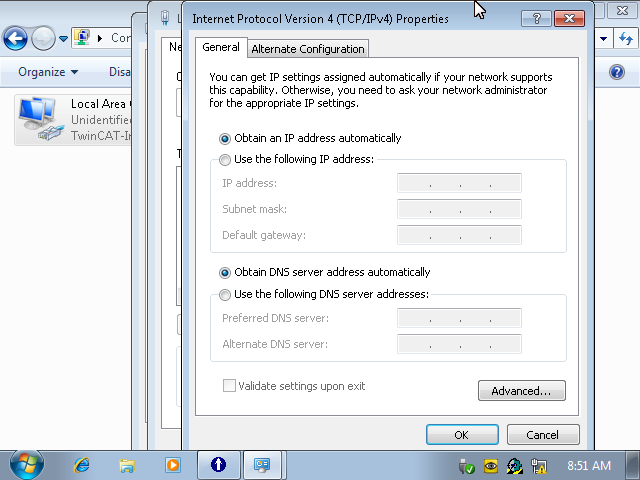 Internet Protocol Version 4 (TCP/IPv4) Properties
General
Alternate Configuration
You can get IP settings assigned automatically if your network supports
this capability. Otherwise, you need to ask your network administrator
for the appropriate IP settings.
Obtain an IP address automatically
Use the following IP address:
IP address:
Subnet mask:
Default gateway:
Obtain DNS server address automatically
Use the following DNS server addresses:
Preferred DNS server:
Alternate DNS server:
Validate settings upon exit
Advanced...
OK
Cancel
Organize
Local Area
Unidentified
8:51 AM